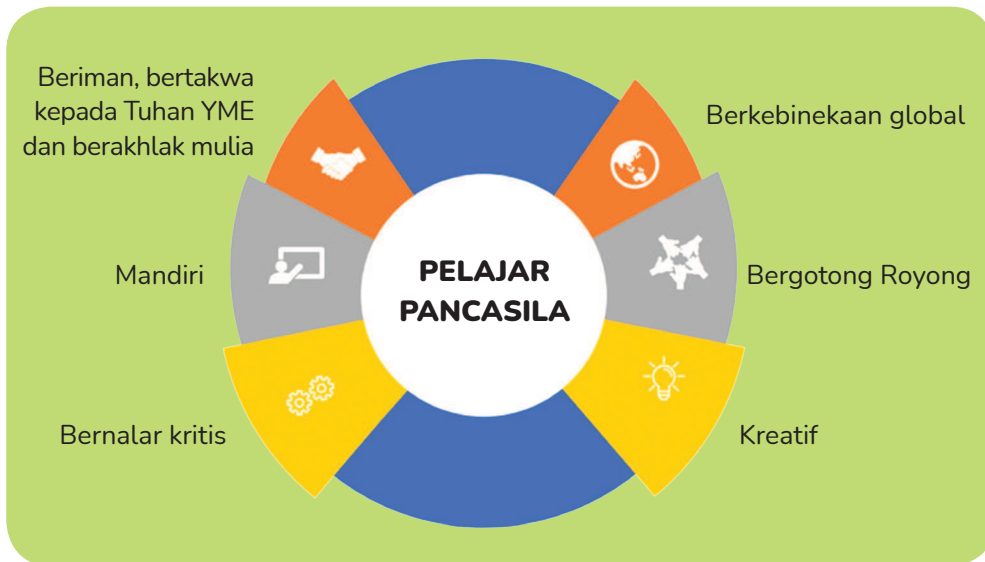 Beriman, bertakwa
kepada Tuhan YME
dan berakhlak mulia
Berkebinekaan global
Mandiri
PELAJAR
PANCASILA
Bergotong Royong
Bernalar kritis
Kreatif